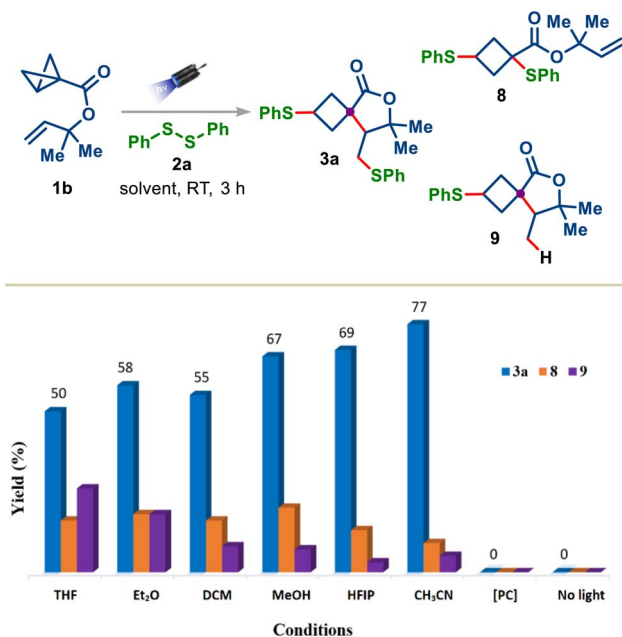 O
O
Me
Me
1b
hν
Ph
S
S
Ph
2a
solvent, RT, 3 h
PhS
O
O
Me
Me
SPh
3a
PhS
O
O
Me
Me
SPh
8
PhS
O
O
Me
Me
H
9
Yield (%)
50
58
55
67
69
77
0
0
3a
8
9
THF
Et₂O
DCM
MeOH
HFIP
CH₃CN
[PC]
No light
Conditions